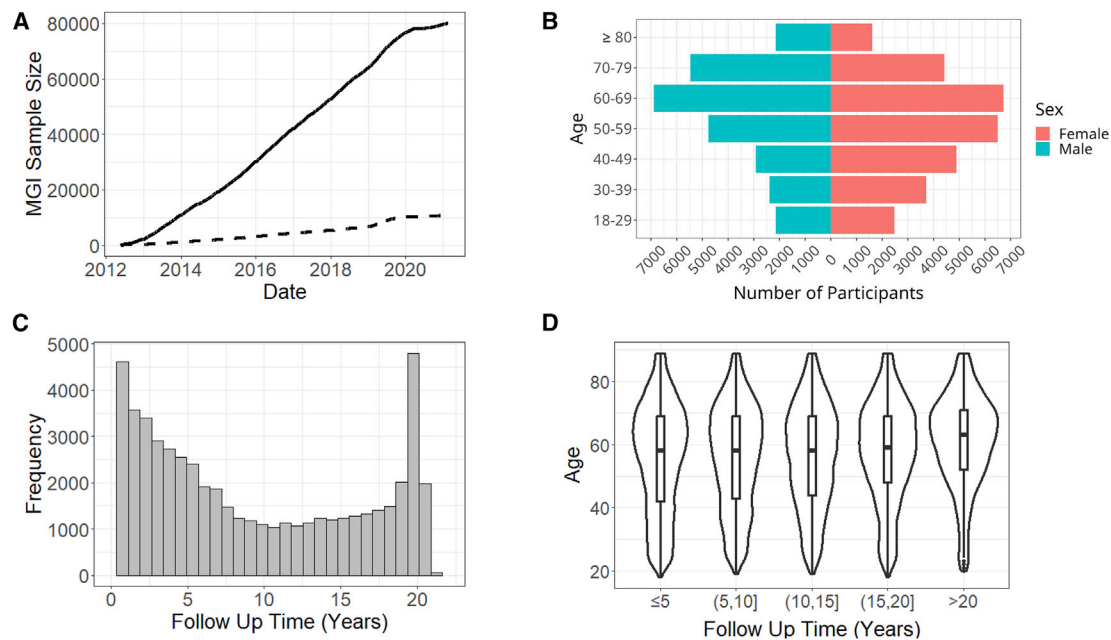 A
80000
60000
40000
20000
0
MGI Sample Size
2012 2014 2016 2018 2020
Date
B
≥ 80
70-79
60-69
50-59
40-49
30-39
18-29
Age
7000 6000 5000 4000 3000 2000 1000 0 1000 2000 3000 4000 5000 6000 7000
Number of Participants
Sex
Female
Male
C
5000
4000
3000
2000
1000
0
Frequency
0 5 10 15 20
Follow Up Time (Years)
D
80
60
40
20
Age
≤5 (5,10] (10,15] (15,20] >20
Follow Up Time (Years)